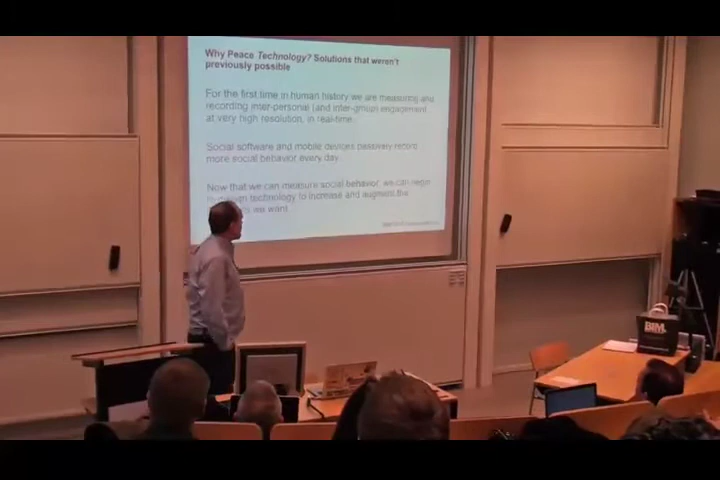 Why Peace Technology? Solutions that weren't
previously possible
For the first time in human history we are measuring and
recording inter-personal (and inter-group) engagement
at very high resolution, in real-time.
Social software and mobile devices passively record
more social behavior every day.
Now that we can measure social behavior, we can begin
technology to increase and augment the
we want.
BIM